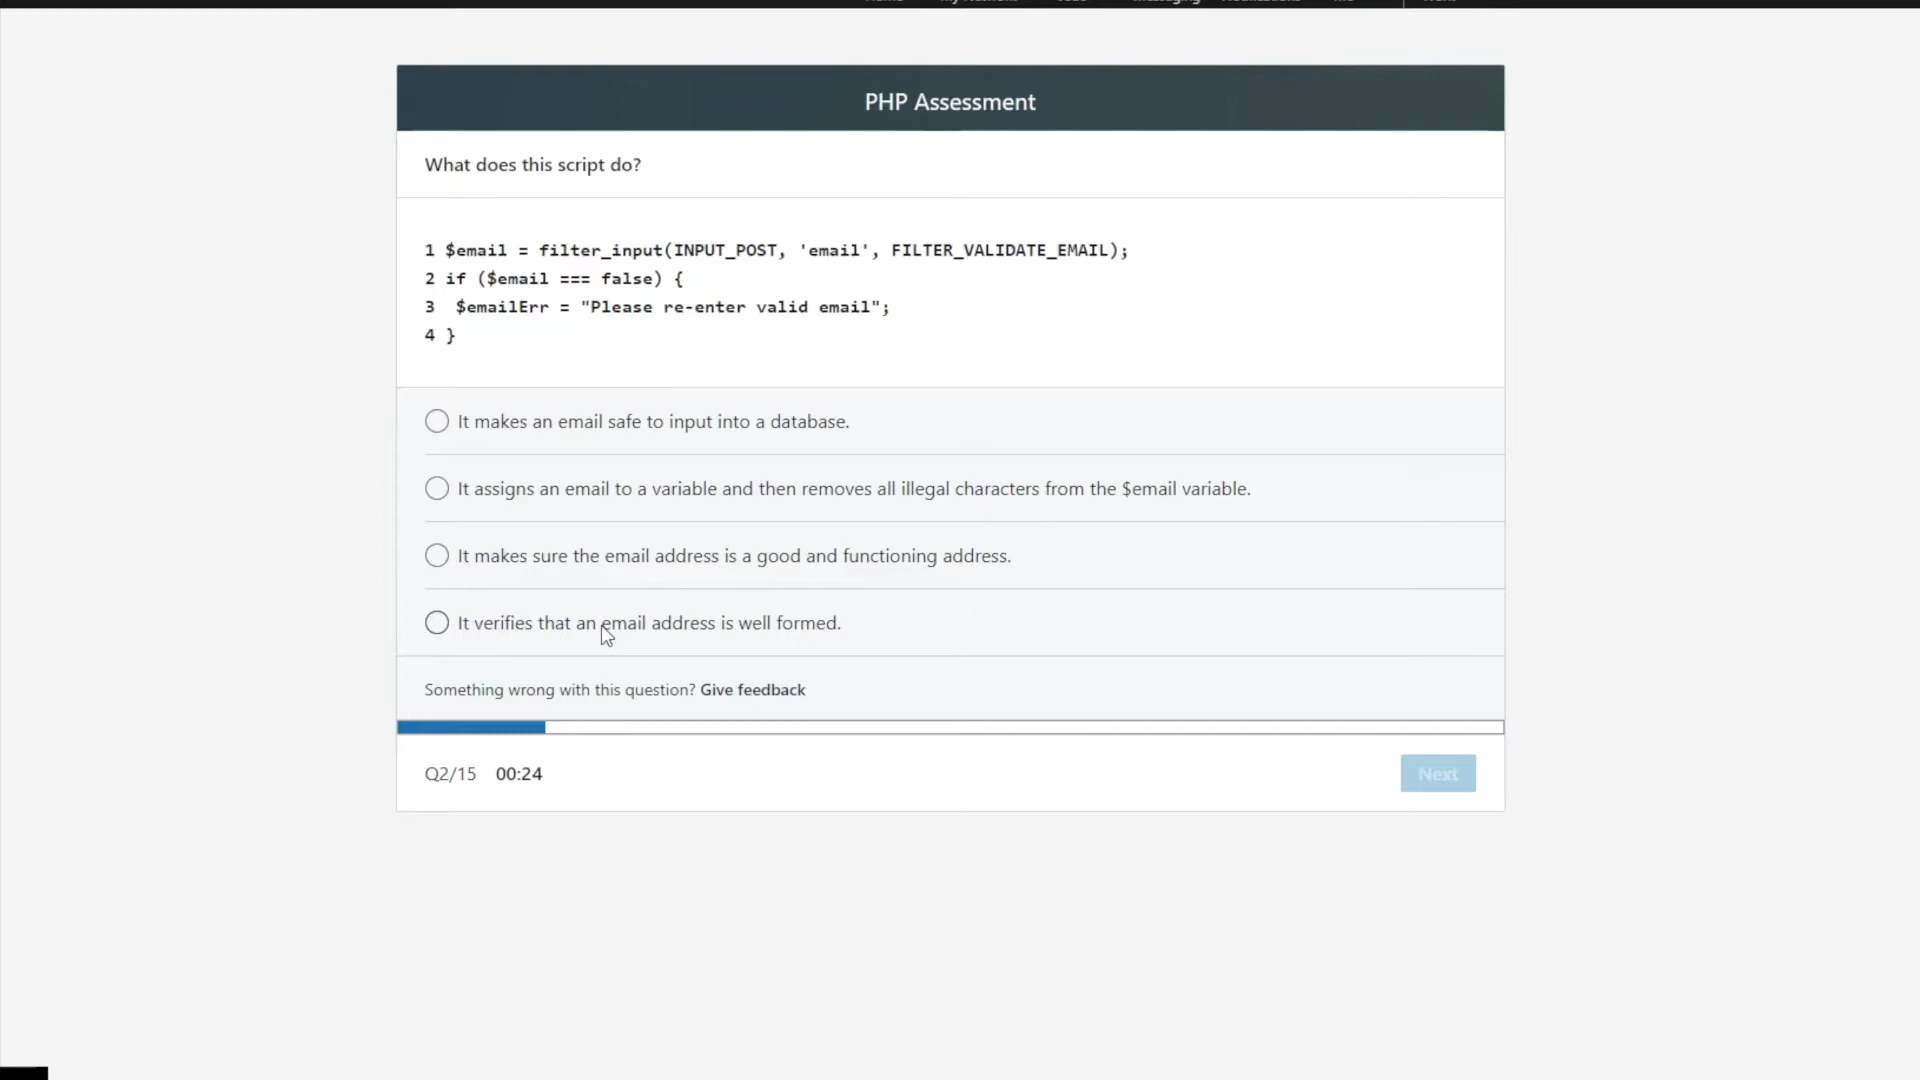 PHP Assessment
What does this script do?
1 $email = filter_input(INPUT_POST, 'email', FILTER_VALIDATE_EMAIL);
2 if ($email === false) {
3  $emailErr = "Please re-enter valid email";
4 }
It makes an email safe to input into a database.
It assigns an email to a variable and then removes all illegal characters from the $email variable.
It makes sure the email address is a good and functioning address.
It verifies that an email address is well formed.
Something wrong with this question? Give feedback
Q2/15 00:24
Next